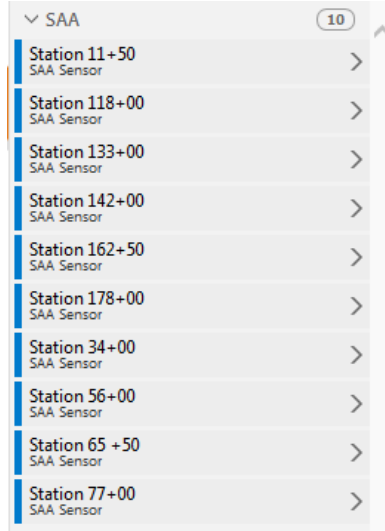 SAA
10
Station 11+50
SAA Sensor
Station 118+00
SAA Sensor
Station 133+00
SAA Sensor
Station 142+00
SAA Sensor
Station 162+50
SAA Sensor
Station 178+00
SAA Sensor
Station 34+00
SAA Sensor
Station 56+00
SAA Sensor
Station 65 +50
SAA Sensor
Station 77+00
SAA Sensor